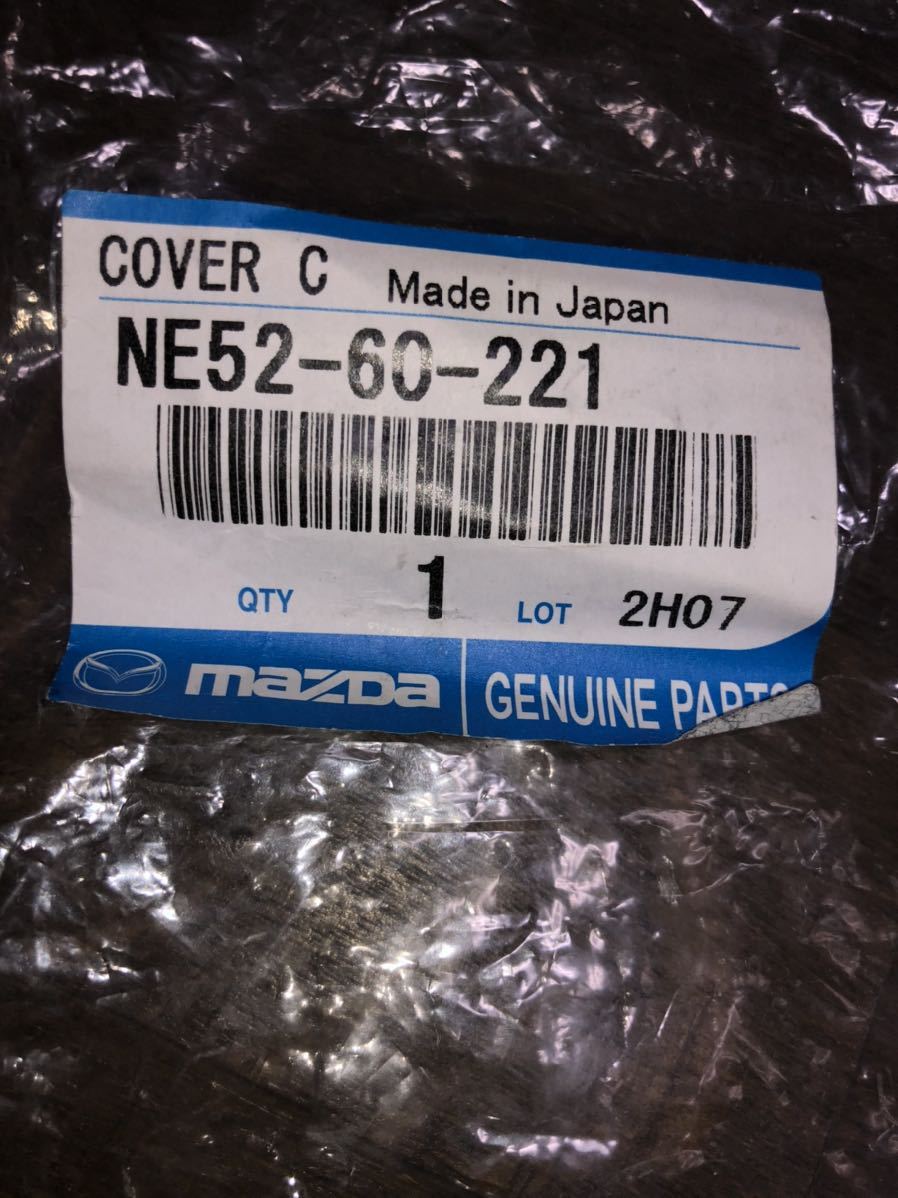 COVER C Made in Japan
NE52-60-221
QTY 1 LOT 2H07
mazDa GENUINE PARTS